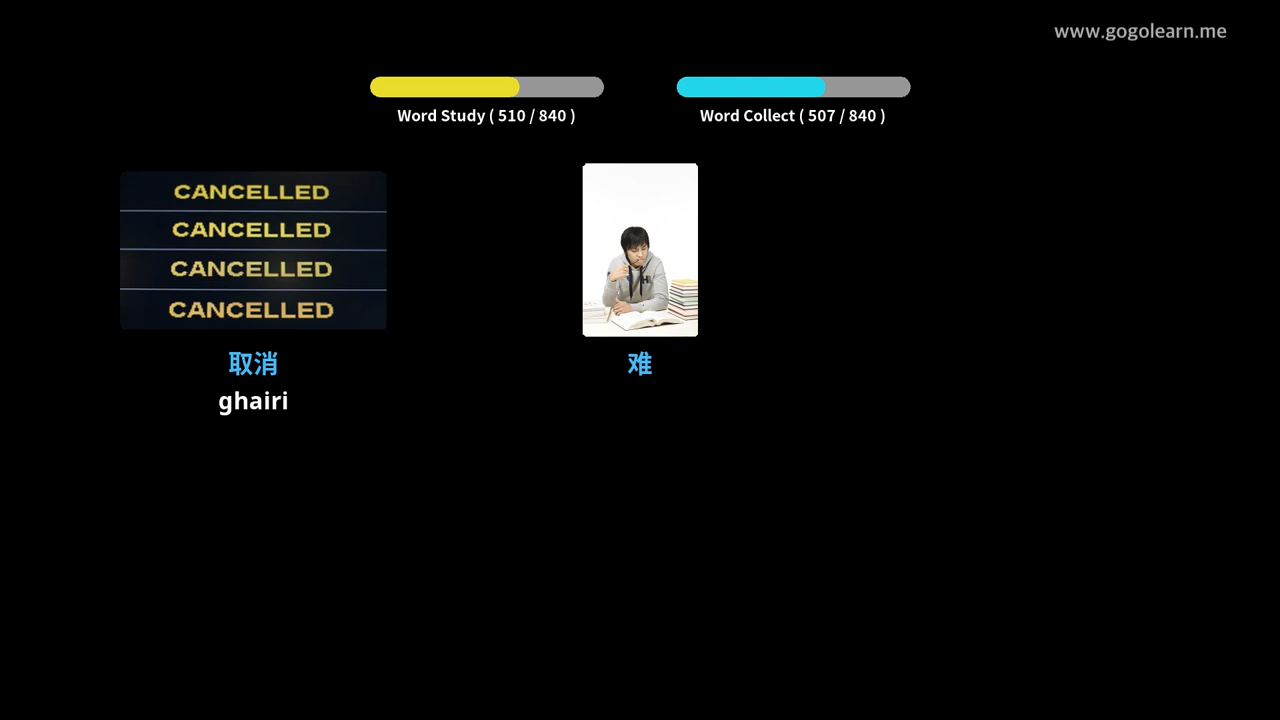 www.gogolearn.me
Word Study ( 510 / 840 )
Word Collect ( 507 / 840 )
CANCELLED
CANCELLED
CANCELLED
CANCELLED
取消
ghairi
难